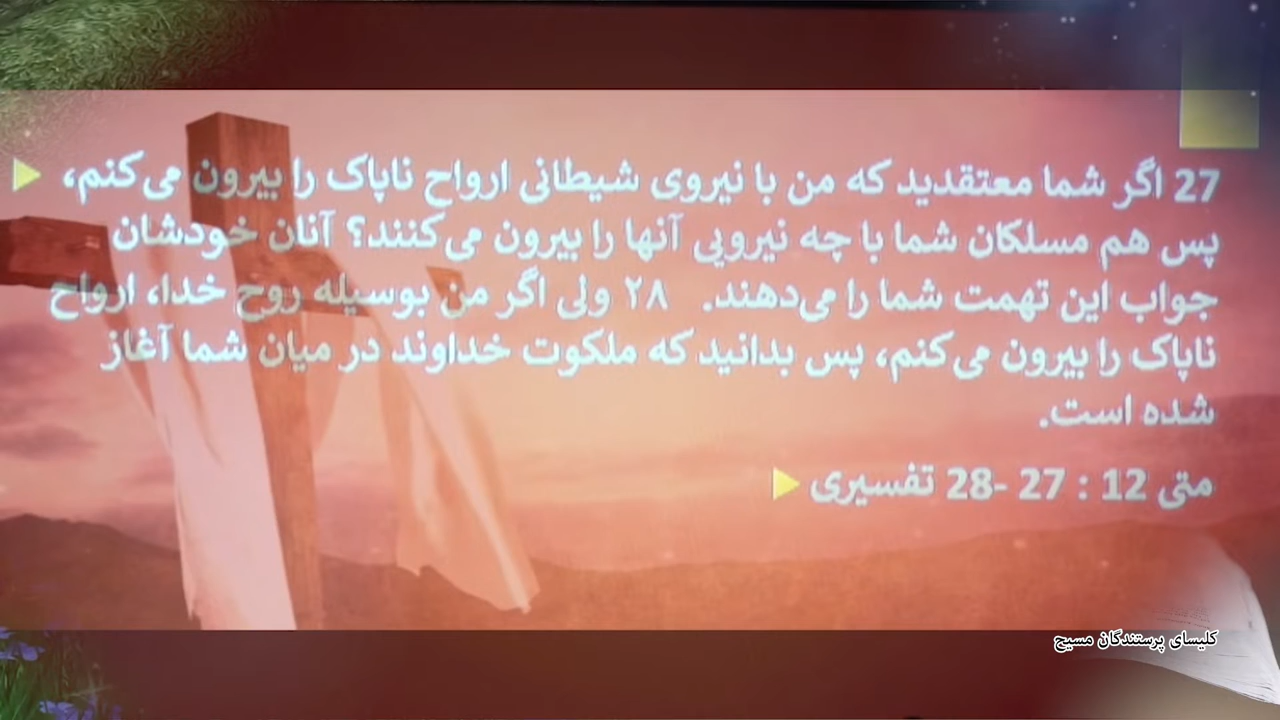 27 اگر شما معتقدید که من با نیروی شیطانی ارواح ناپاک را بیرون می‌کنم،
پس هم مسلکان شما با چه نیرویی آنها را بیرون می‌کنند؟ آنان خودشان
جواب این تهمت شما را می‌دهند. ۲۸ ولی اگر من بوسیله روح خدا، ارواح
ناپاک را بیرون می‌کنم، پس بدانید که ملکوت خداوند در میان شما آغاز
شده است.
متی 12 : 27 -28 تفسیری
کلیسای پرستندگان مسیح